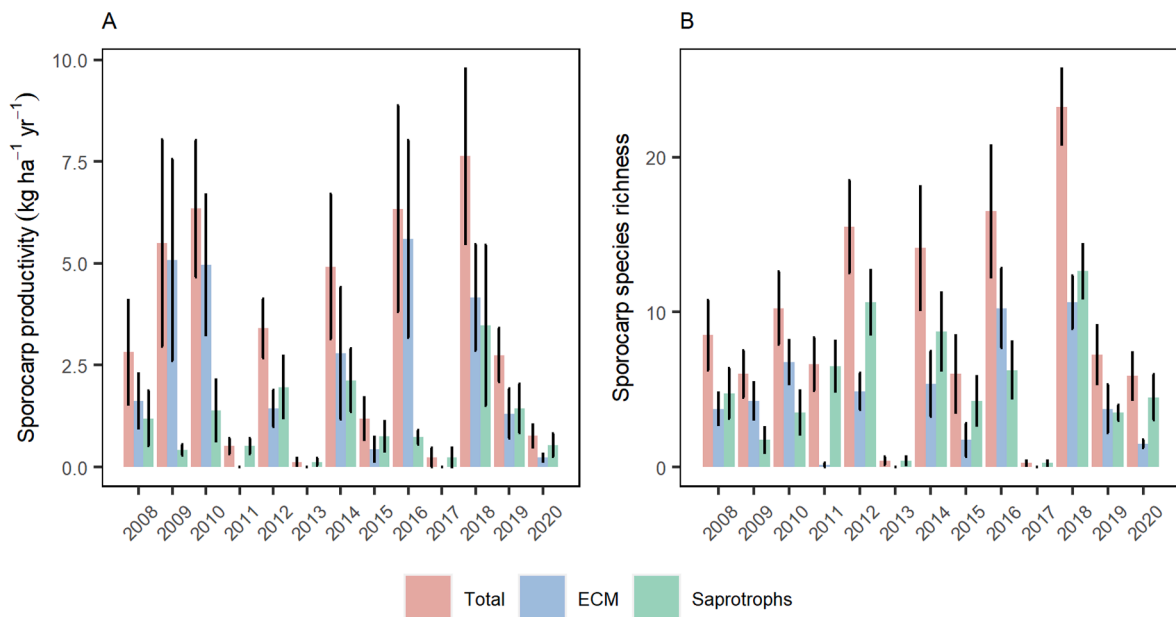 A
Sporocarp productivity (kg ha⁻¹ yr⁻¹)
10.0
7.5
5.0
2.5
0.0
2008 2009 2010 2011 2012 2013 2014 2015 2016 2017 2018 2019 2020
B
Sporocarp species richness
20
10
0
2008 2009 2010 2011 2012 2013 2014 2015 2016 2017 2018 2019 2020
Total ECM Saprotrophs